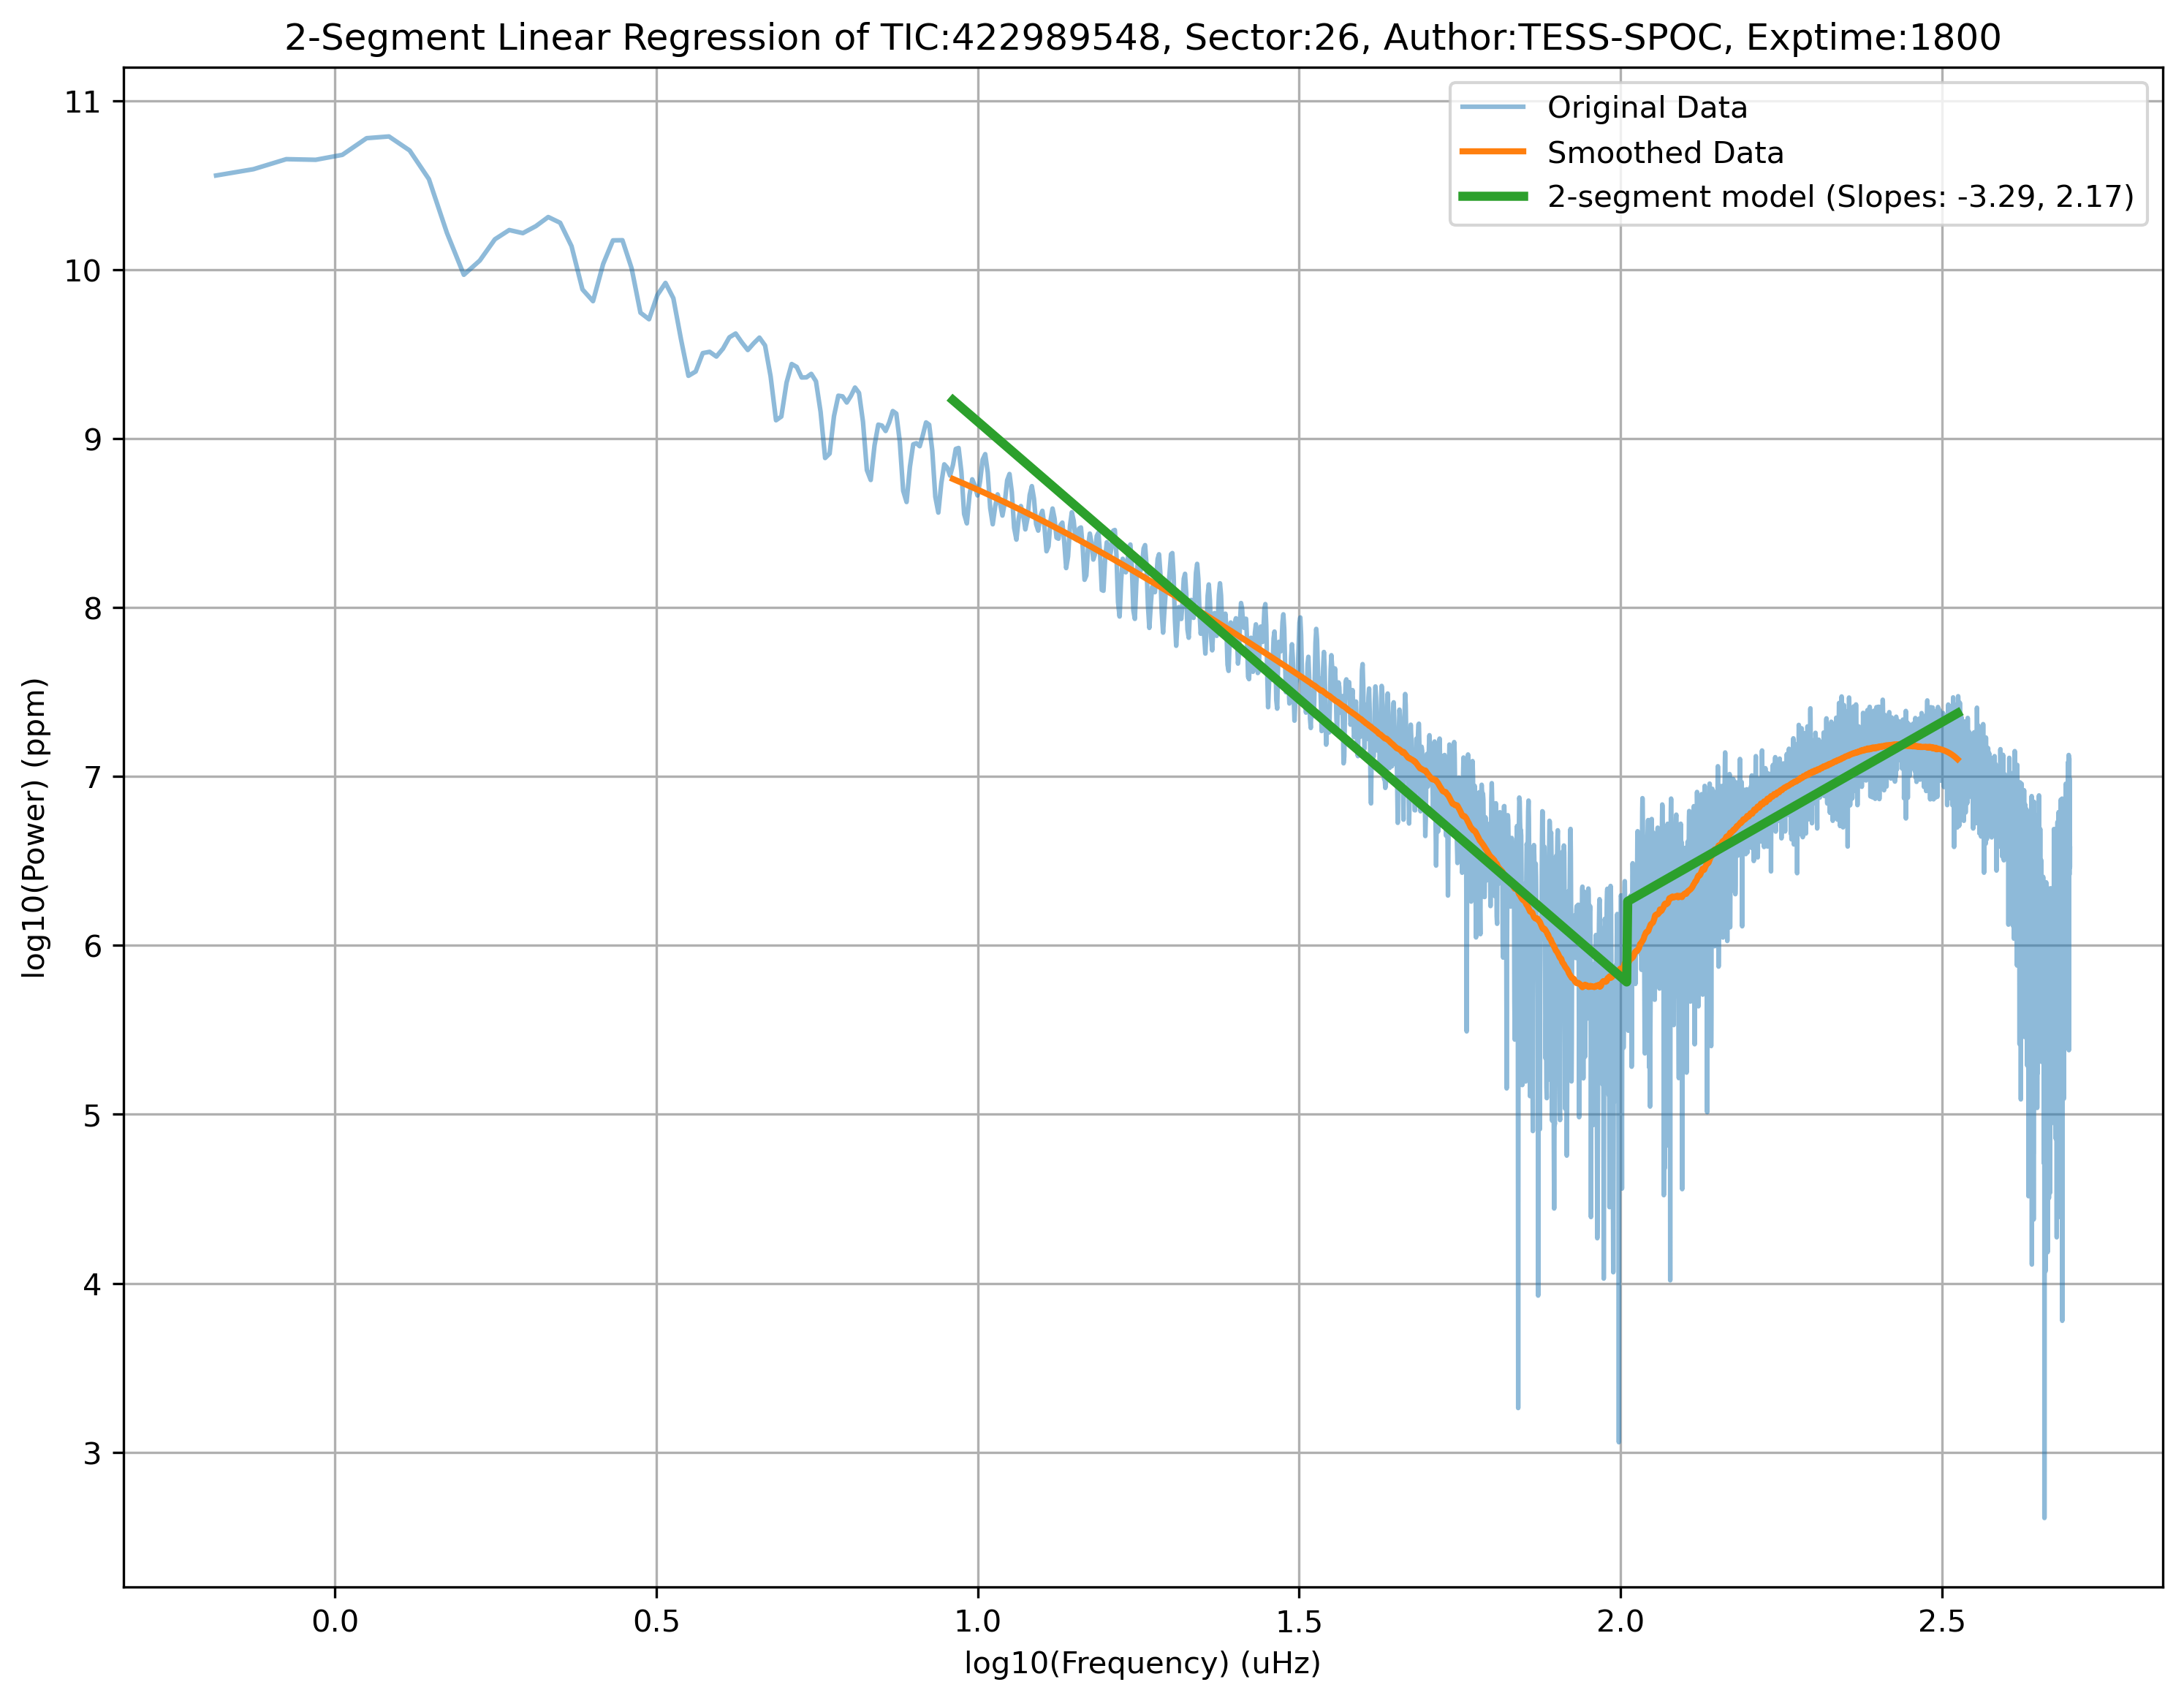 2-Segment Linear Regression of TIC:422989548, Sector:26, Author:TESS-SPOC, Exptime:1800
Original Data
Smoothed Data
2-segment model (Slopes: -3.29, 2.17)
log10(Power) (ppm)
11
10
9
8
7
6
5
4
3
0.0 0.5 1.0 1.5 2.0 2.5
log10(Frequency) (uHz)